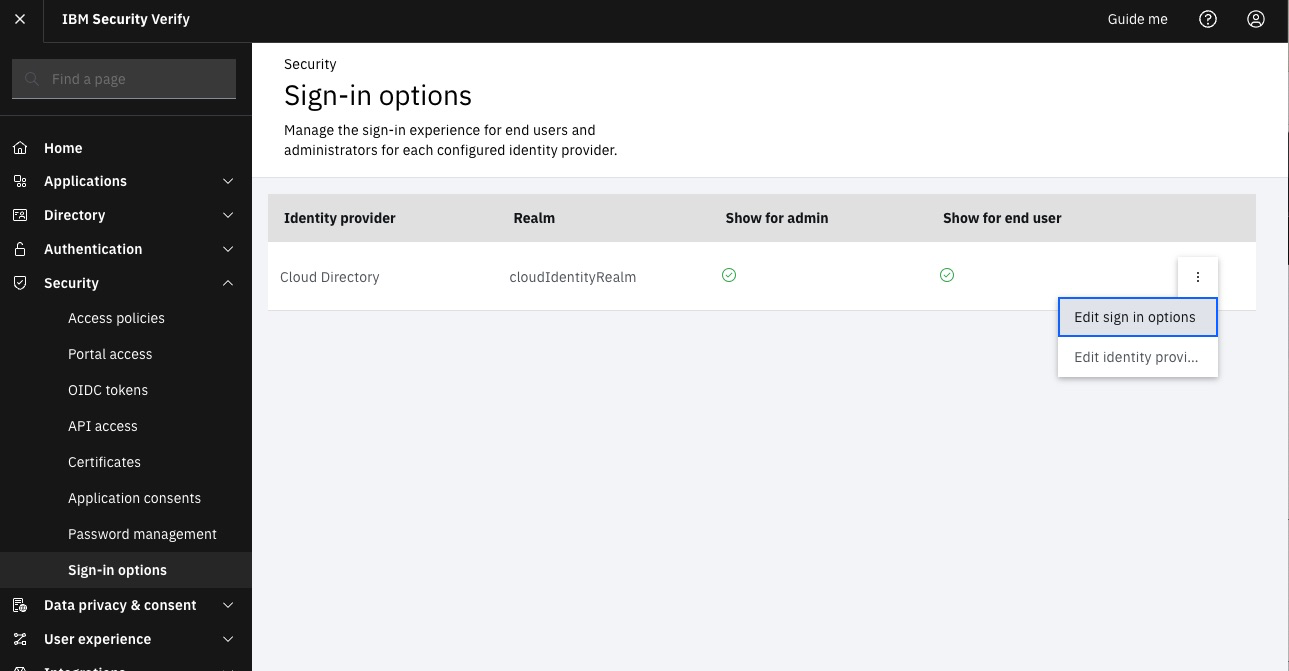 IBM Security Verify
Guide me
Find a page
Home
Applications
Directory
Authentication
Security
Access policies
Portal access
OIDC tokens
API access
Certificates
Application consents
Password management
Sign-in options
Data privacy & consent
User experience
Integrations
Security
Sign-in options
Manage the sign-in experience for end users and
administrators for each configured identity provider.
Identity provider Realm Show for admin Show for end user
Cloud Directory cloudIdentityRealm
Edit sign in options
Edit identity provi...